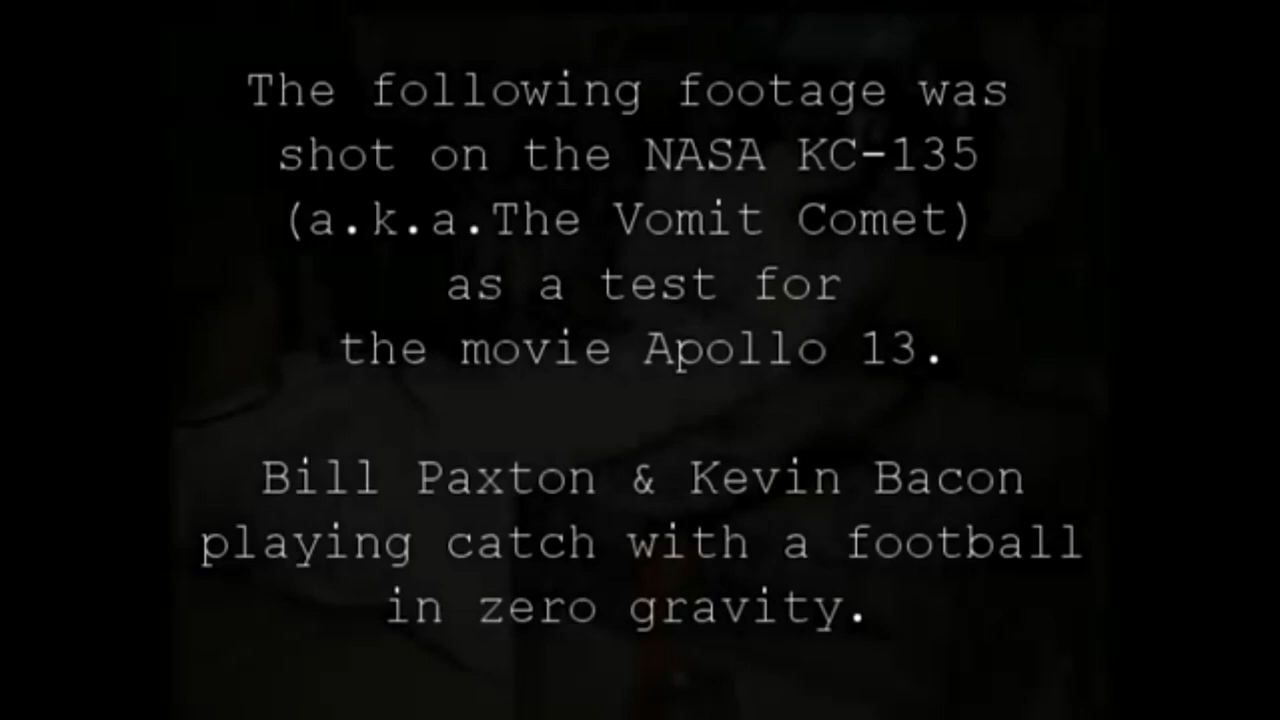 The following footage was
shot on the NASA KC-135
(a.k.a.The Vomit Comet)
as a test for
the movie Apollo 13.
Bill Paxton & Kevin Bacon
playing catch with a football
in zero gravity.